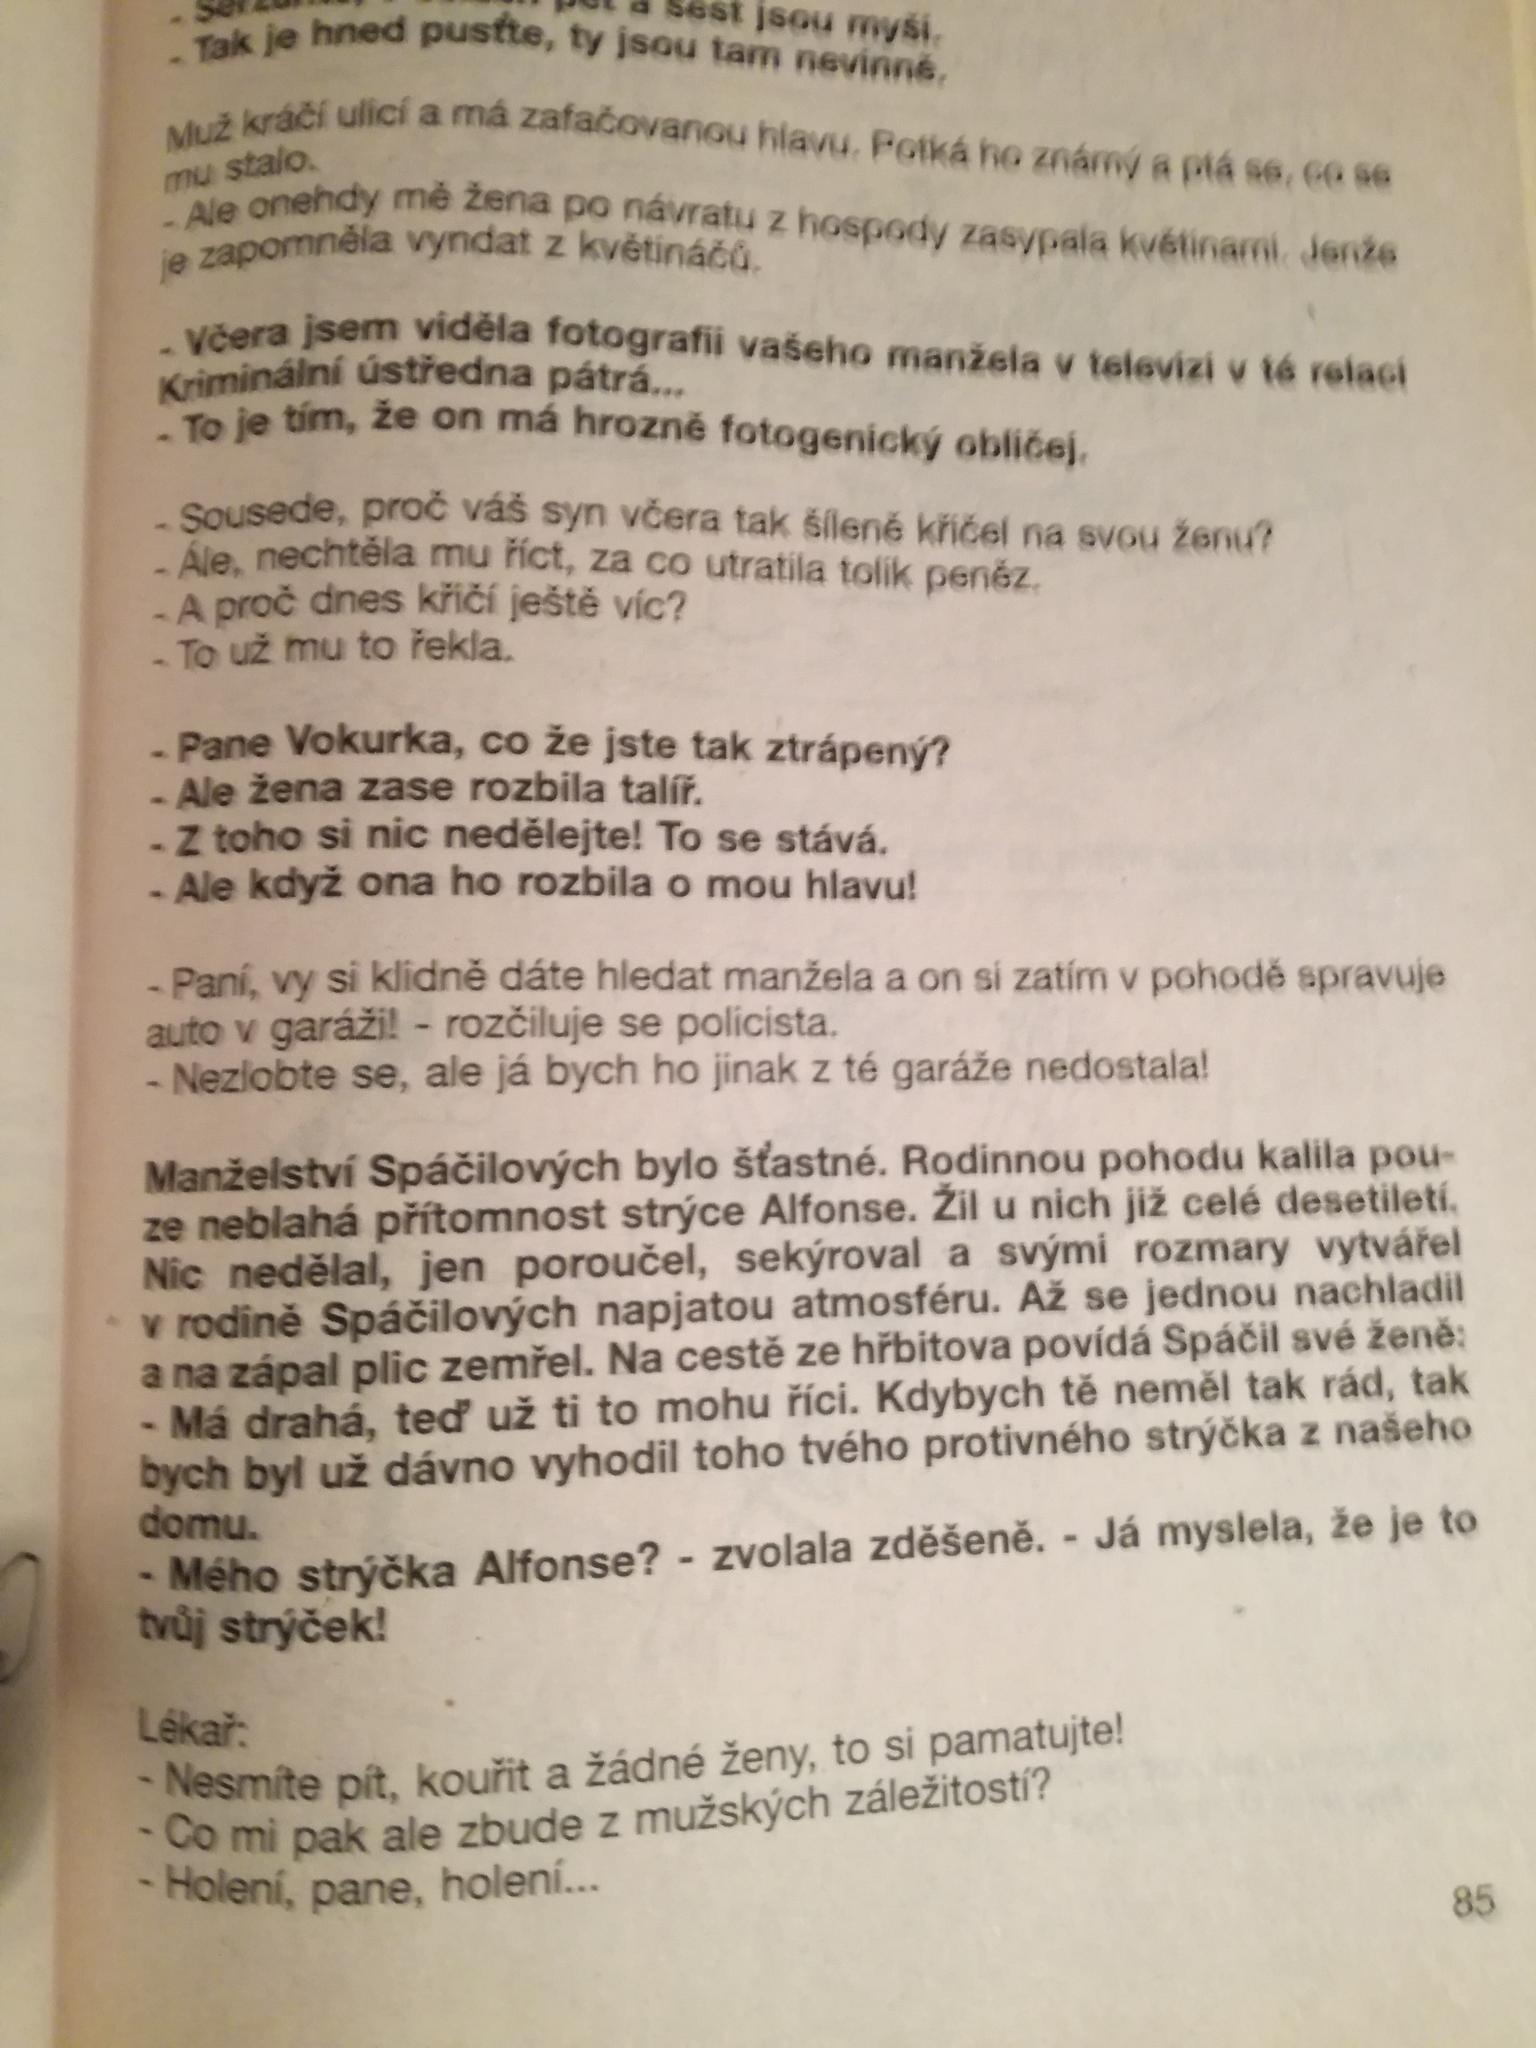 pět a šest jsou myši.
- Tak je hned pusťte, ty jsou tam nevinně.
Muž kráčí ulicí a má zafačovanou hlavu. Potká ho známý a ptá se, co se
mu stalo.
- Ale onehdy mě žena po návratu z hospody zasypala květinami. Jenže
je zapomněla vyndat z květináčů.
- Včera jsem viděla fotografii vašeho manžela v televizi v té relaci
Kriminální ústředna pátrá...
- To je tím, že on má hrozně fotogenický obličej.
- Sousede, proč váš syn včera tak šíleně křičel na svou ženu?
- Ále, nechtěla mu říct, za co utratila tolik peněz.
- A proč dnes křičí ještě víc?
- To už mu to řekla.
- Pane Vokurka, co že jste tak ztrápený?
- Ale žena zase rozbila talíř.
- Z toho si nic nedělejte! To se stává.
- Ale když ona ho rozbila o mou hlavu!
- Paní, vy si klidně dáte hledat manžela a on si zatím v pohodě spravuje
auto v garáži! - rozčiluje se policista.
- Nezlobte se, ale já bych ho jinak z té garáže nedostala!
Manželství Spáčilových bylo šťastné. Rodinnou pohodu kalila pou-
ze neblahá přítomnost strýce Alfonse. Žil u nich již celé desetiletí.
Nic nedělal, jen poroučel, sekýroval a svými rozmary vytvářel
v rodině Spáčilových napjatou atmosféru. Až se jednou nachladil
a na zápal plic zemřel. Na cestě ze hřbitova povídá Spáčil své ženě:
- Má drahá, teď už ti to mohu říci. Kdybych tě neměl tak rád, tak
bych byl už dávno vyhodil toho tvého protivného strýčka z našeho
domu.
- Mého strýčka Alfonse? - zvolala zděšeně. - Já myslela, že je to
tvůj strýček!
Lékař:
- Nesmíte pít, kouřit a žádné ženy, to si pamatujte!
- Co mi pak ale zbude z mužských záležitostí?
- Holení, pane, holení...
85